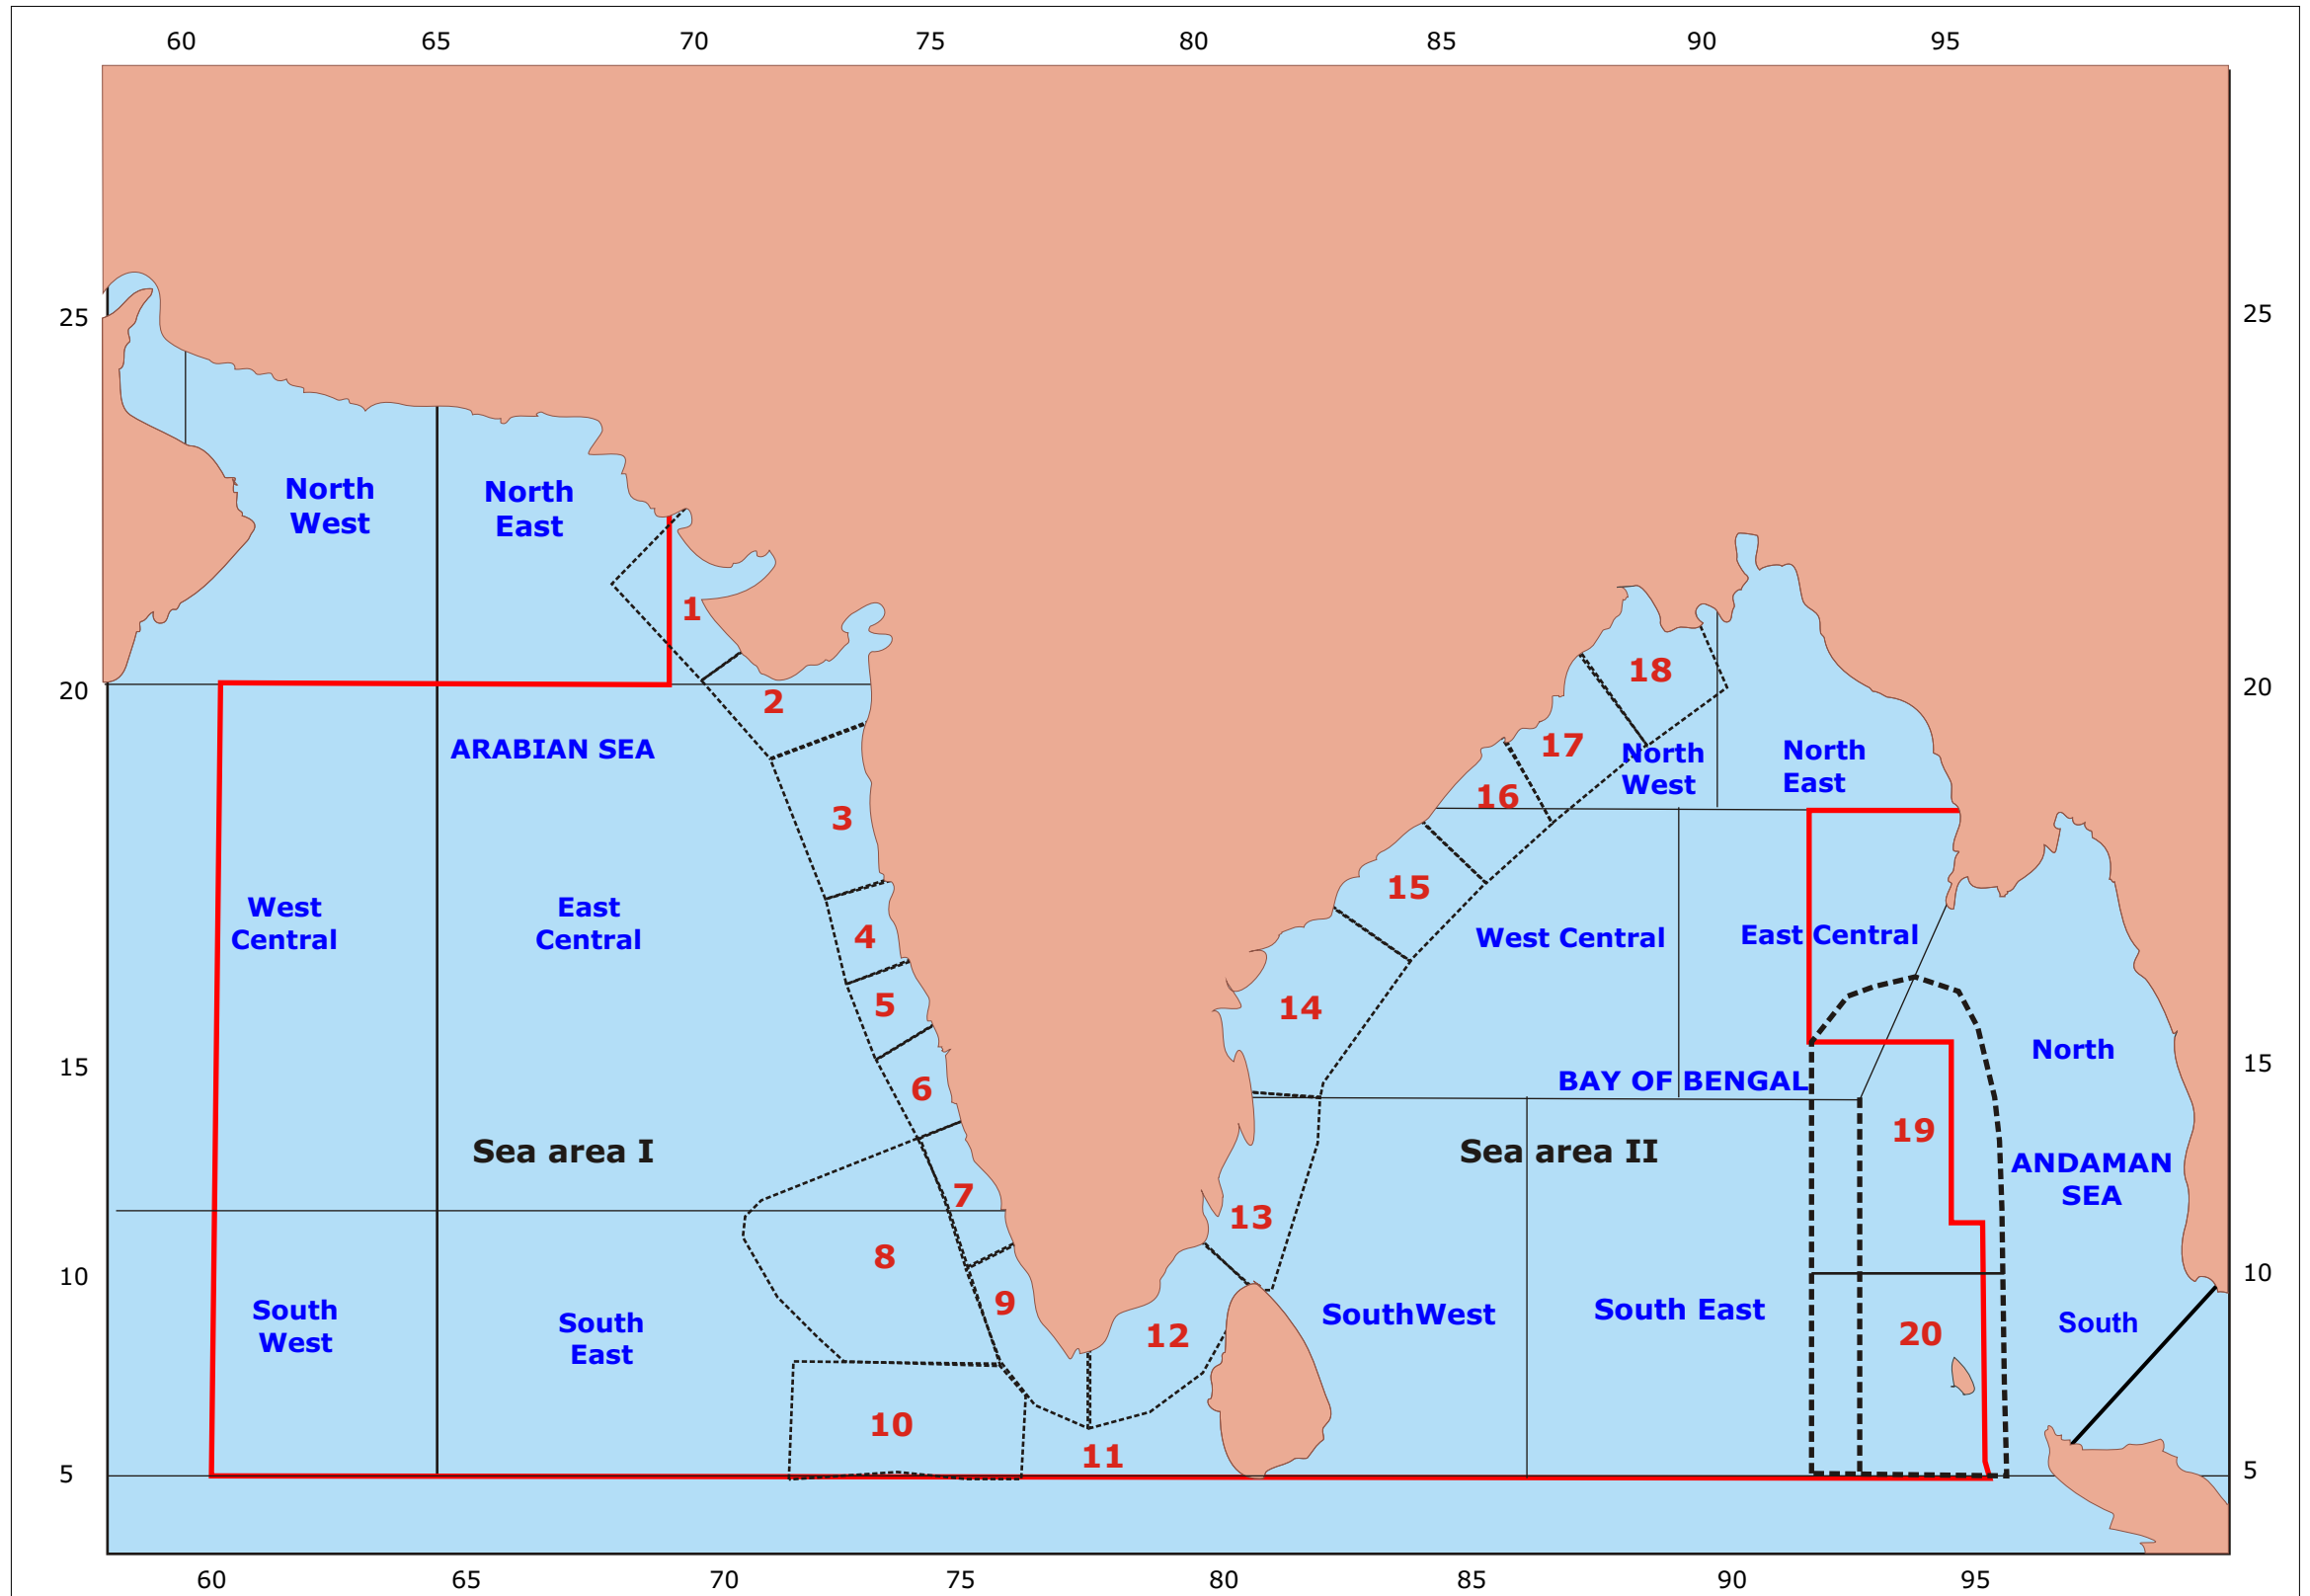 60 65 70 75 80 85 90 95
25 25
North
West
North
East
1
18
20 20
2
17
North
West
ARABIAN SEA
North
East
16
3
15
West
Central
East
Central
4
West Central
East Central
5
14
15 15
North
6
BAY OF BENGAL
19
Sea area I
Sea area II
ANDAMAN
SEA
7
13
8
10 10
9
South
West
South
East
12
SouthWest
South East
20
South
10
11
5 5
60 65 70 75 80 85 90 95